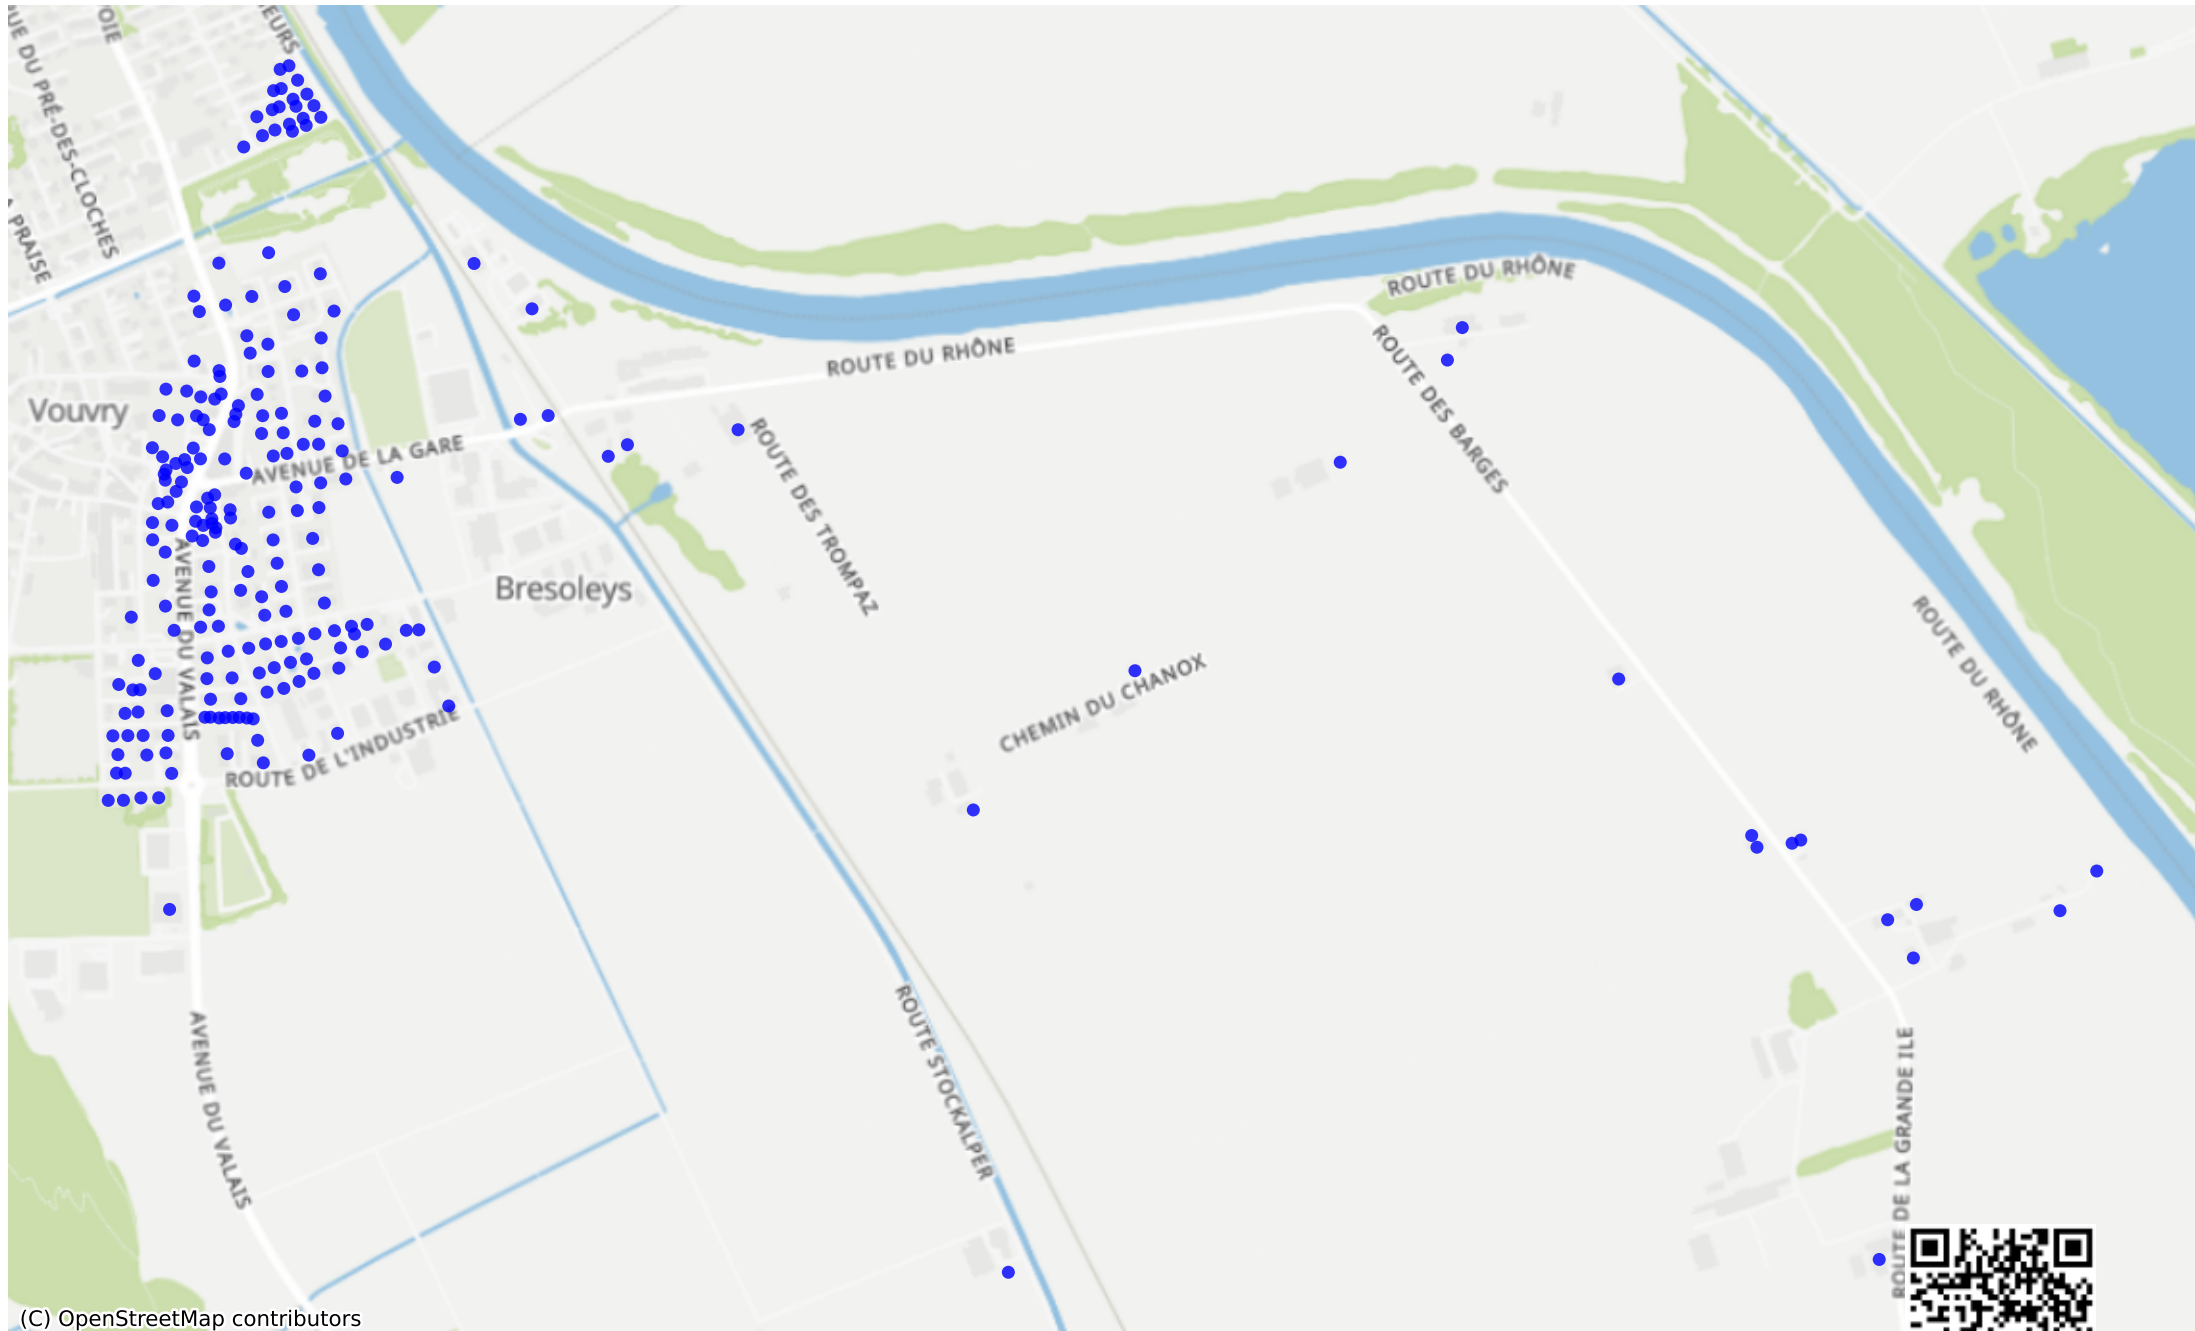 EURS
OIE
UE DU PRÉ-DES-CLOCHES
PRAISE
ROUTE DU RHÔNE
ROUTE DU RHÔNE
ROUTE DES BARGES
Vouvry
AVENUE DE LA GARE
ROUTE DES TROMPAZ
Bresoleys
AVENUE DU VALAIS
ROUTE DU RHÔNE
CHEMIN DU CHANOX
ROUTE DE L'INDUSTRIE
AVENUE DU VALAIS
ROUTE STOCKALPER
ROUTE DE LA GRANDE ILE
(C) OpenStreetMap contributors